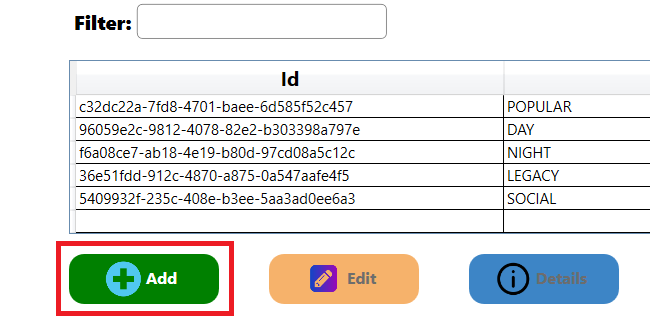 Filter:
Id
c32dc22a-7fd8-4701-baee-6d585f52c457 POPULAR
96059e2c-9812-4078-82e2-b303398a797e DAY
f6a08ce7-ab18-4e19-b80d-97cd08a5c12c NIGHT
36e51fdd-912c-4870-a875-0a547aafe4f5 LEGACY
5409932f-235c-408e-b3ee-5aa3ad0ee6a3 SOCIAL
Add Edit Details